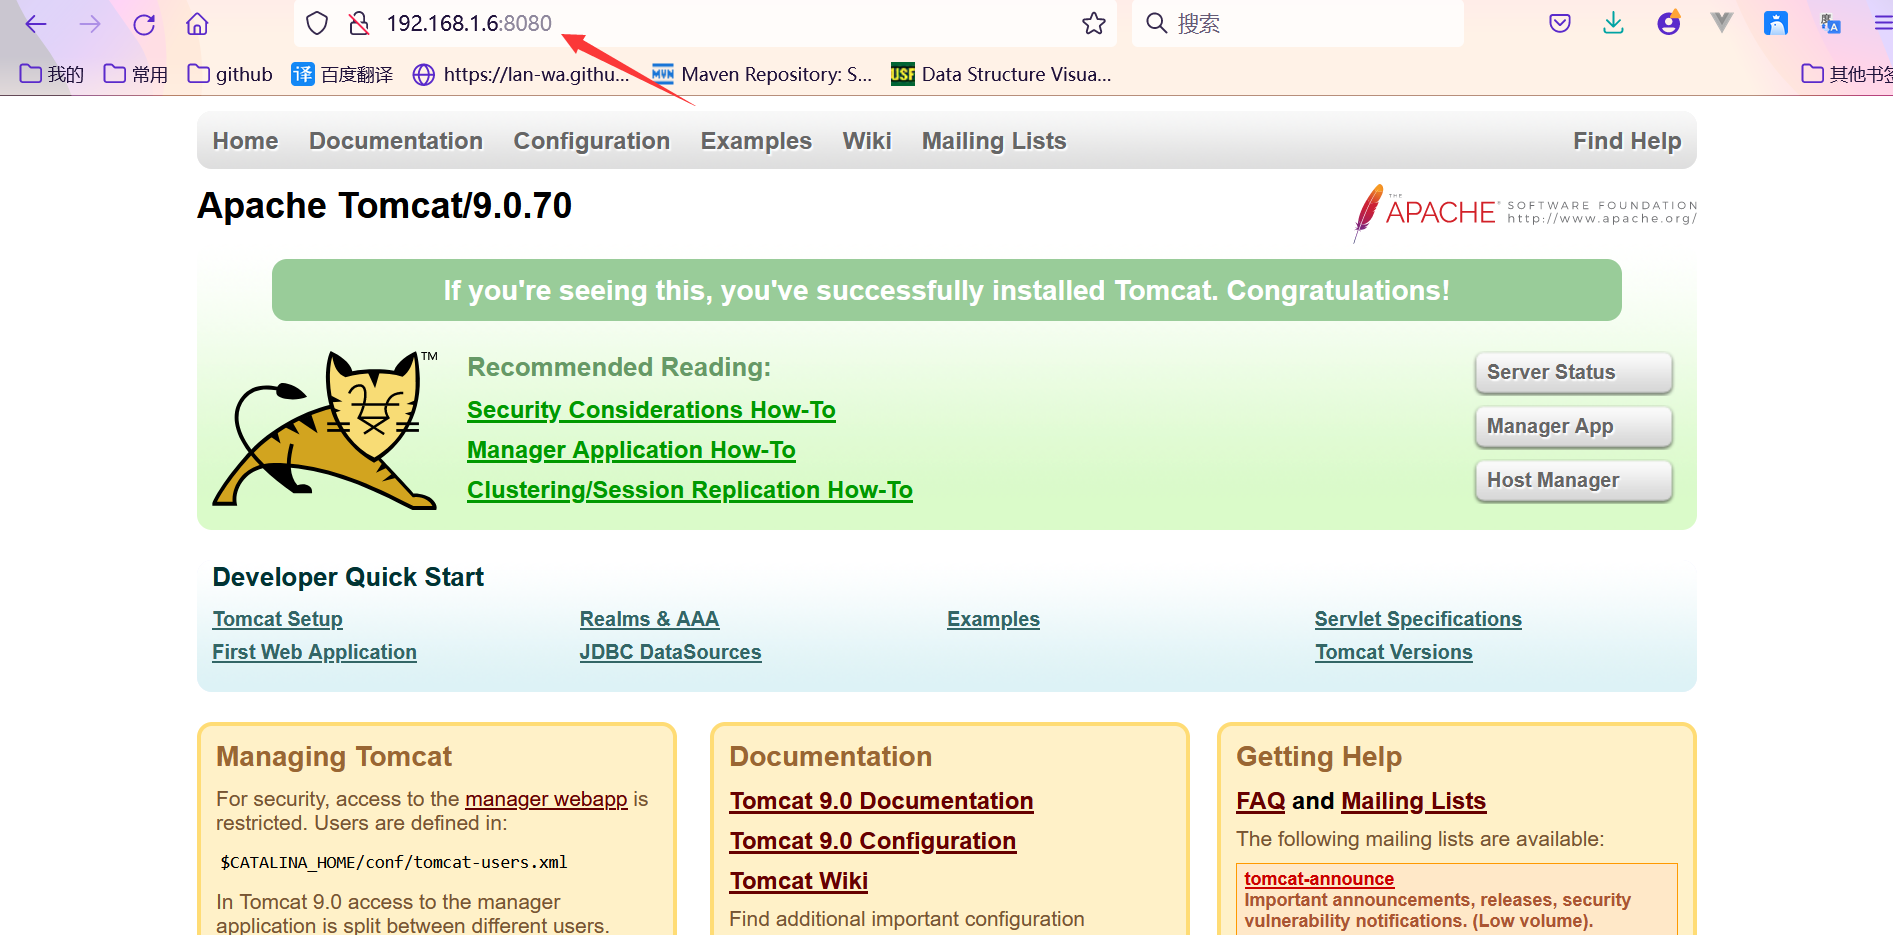 192.168.1.6:8080
搜索
我的 常用 github 百度翻译 https://lan-wa.githu... Maven Repository: S... Data Structure Visua...
译
MVN
USF
Home Documentation Configuration Examples Wiki Mailing Lists Find Help
Apache Tomcat/9.0.70
THE
APACHE®
SOFTWARE FOUNDATION
http://www.apache.org/
If you're seeing this, you've successfully installed Tomcat. Congratulations!
TM
Recommended Reading:
Security Considerations How-To
Manager Application How-To
Clustering/Session Replication How-To
Server Status
Manager App
Host Manager
Developer Quick Start
Tomcat Setup
First Web Application
Realms & AAA
JDBC DataSources
Examples
Servlet Specifications
Tomcat Versions
Managing Tomcat
For security, access to the manager webapp is
restricted. Users are defined in:
$CATALINA_HOME/conf/tomcat-users.xml
In Tomcat 9.0 access to the manager
application is split between different users.
Documentation
Tomcat 9.0 Documentation
Tomcat 9.0 Configuration
Tomcat Wiki
Find additional important configuration
Getting Help
FAQ and Mailing Lists
The following mailing lists are available:
tomcat-announce
Important announcements, releases, security
vulnerability notifications. (Low volume).